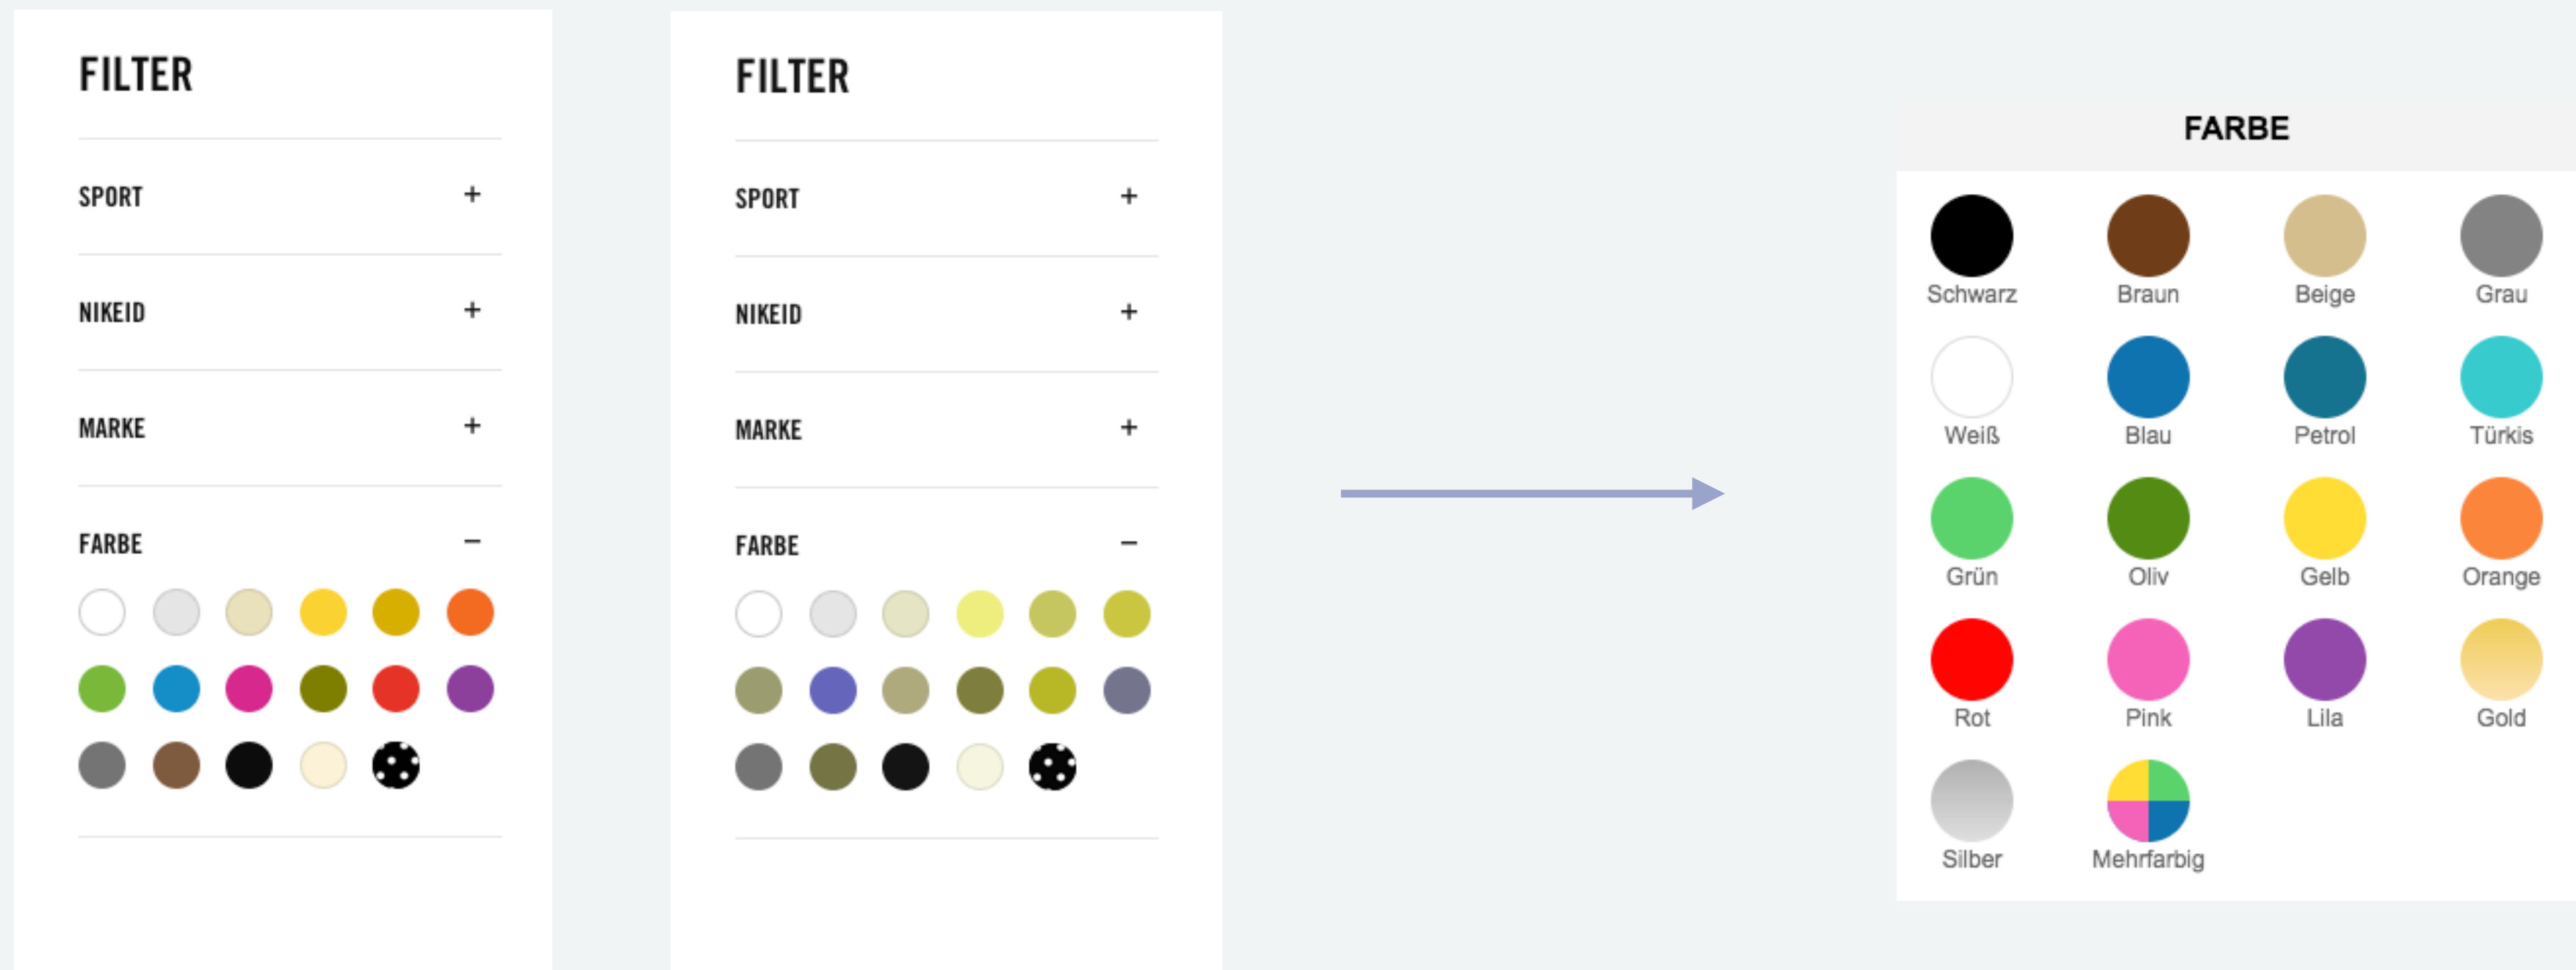 FILTER
SPORT +
NIKEID +
MARKE +
FARBE −
FILTER
SPORT +
NIKEID +
MARKE +
FARBE −
FARBE
Schwarz Braun Beige Grau
Weiß Blau Petrol Türkis
Grün Oliv Gelb Orange
Rot Pink Lila Gold
Silber Mehrfarbig